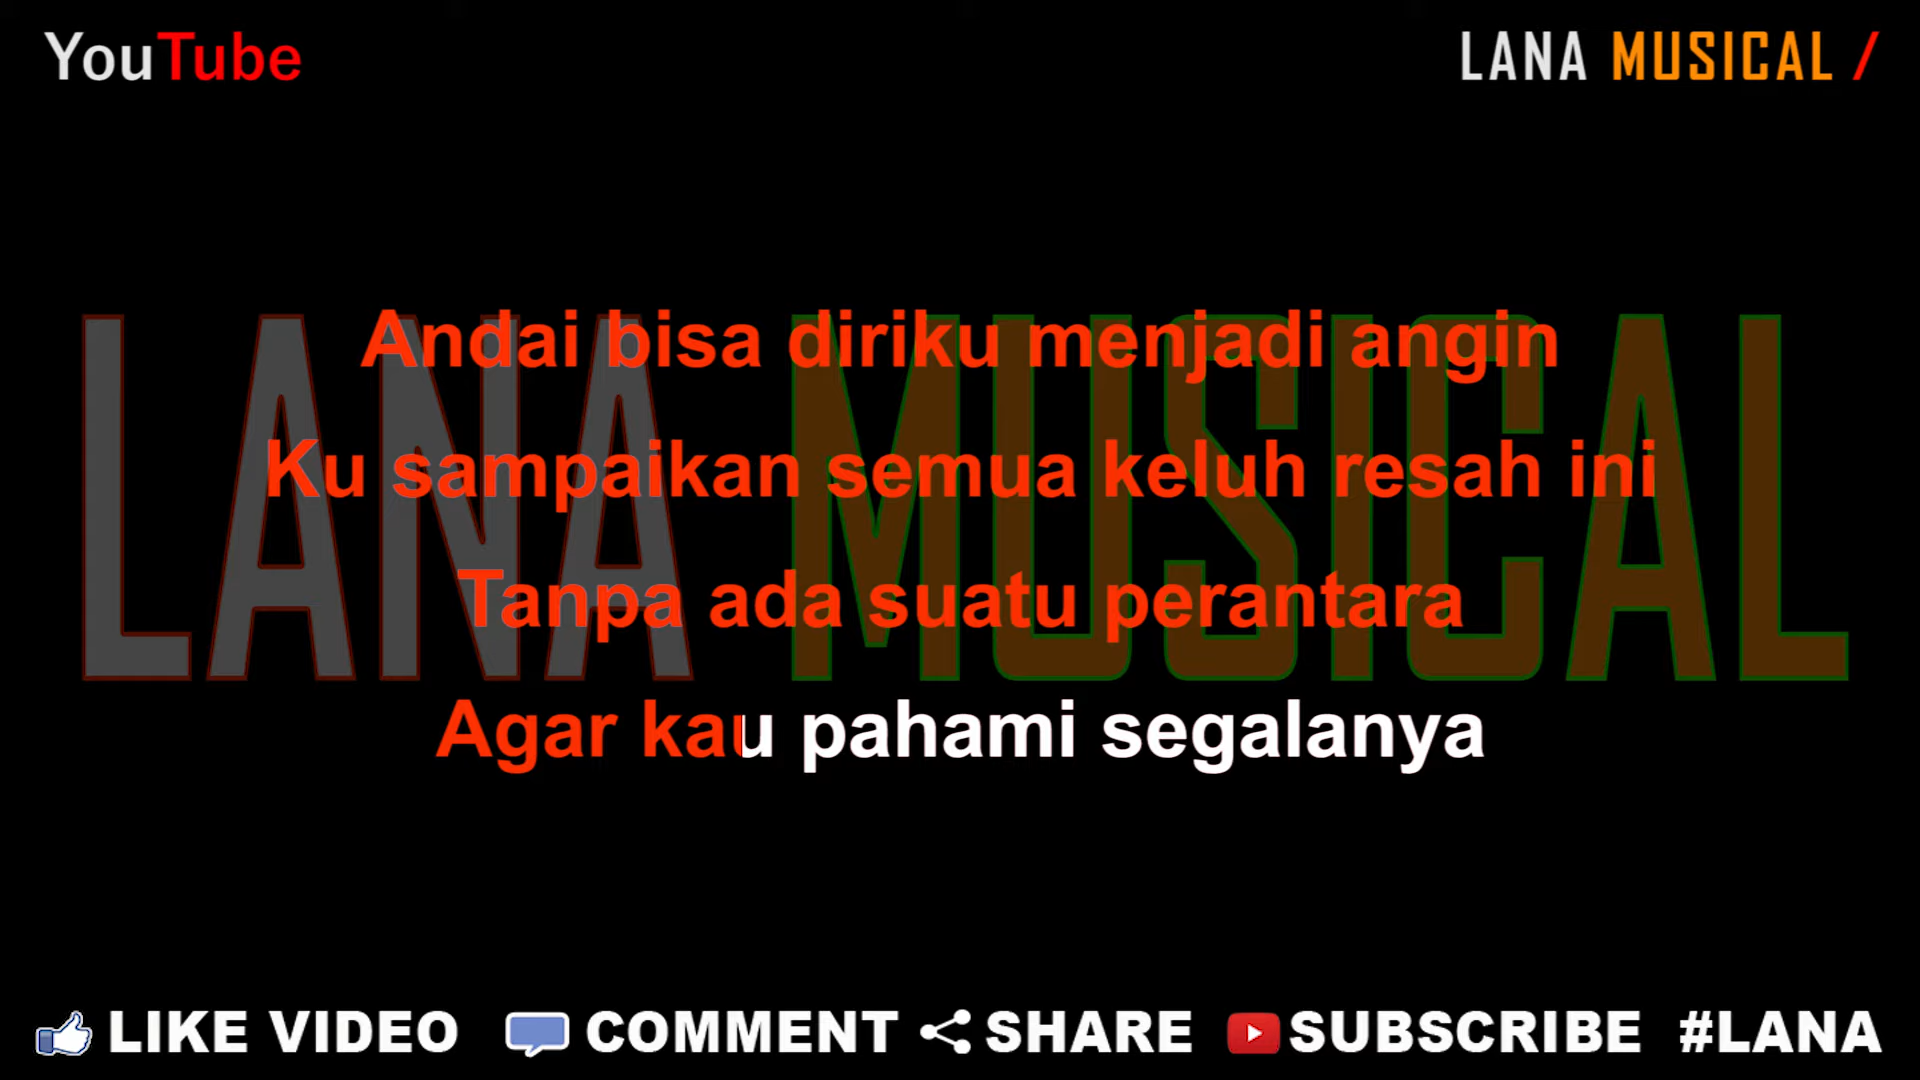 YouTube
LANA MUSICAL /
LANA MUSICAL
Andai bisa diriku menjadi angin
Ku sampaikan semua keluh resah ini
Tanpa ada suatu perantara
Agar kau pahami segalanya
LIKE VIDEO COMMENT SHARE SUBSCRIBE #LANA